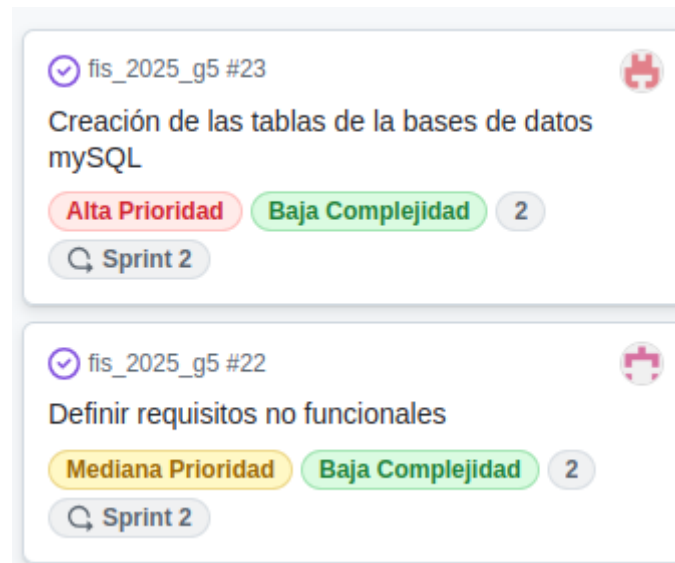 fis_2025_g5 #23
Creación de las tablas de la bases de datos
mySQL
Alta Prioridad Baja Complejidad 2
Sprint 2
fis_2025_g5 #22
Definir requisitos no funcionales
Mediana Prioridad Baja Complejidad 2
Sprint 2